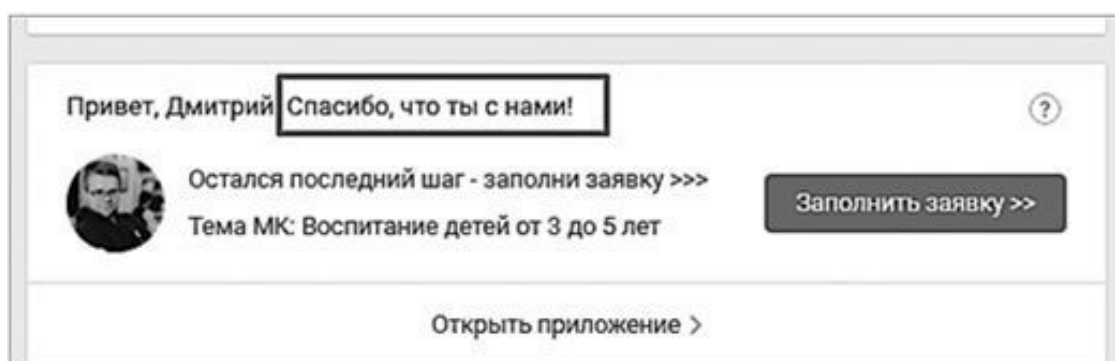 Привет, Дмитрий Спасибо, что ты с нами!
?
Остался последний шаг - заполни заявку >>>
Тема МК: Воспитание детей от 3 до 5 лет
Заполнить заявку >>
Открыть приложение >